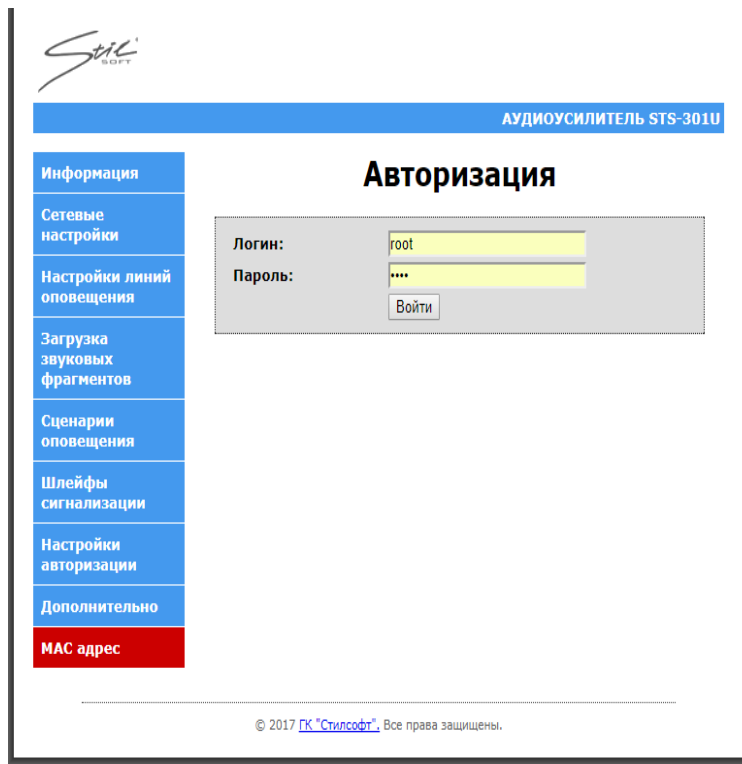 Stil
SOFT
АУДИОУСИЛИТЕЛЬ STS-301U
Информация
Сетевые
настройки
Настройки линий
оповещения
Загрузка
звуковых
фрагментов
Сценарии
оповещения
Шлейфы
сигнализации
Настройки
авторизации
Дополнительно
MAC адрес
Авторизация
Логин: root
Пароль: ••••
Войти
© 2017 ГК "Стилсофт". Все права защищены.